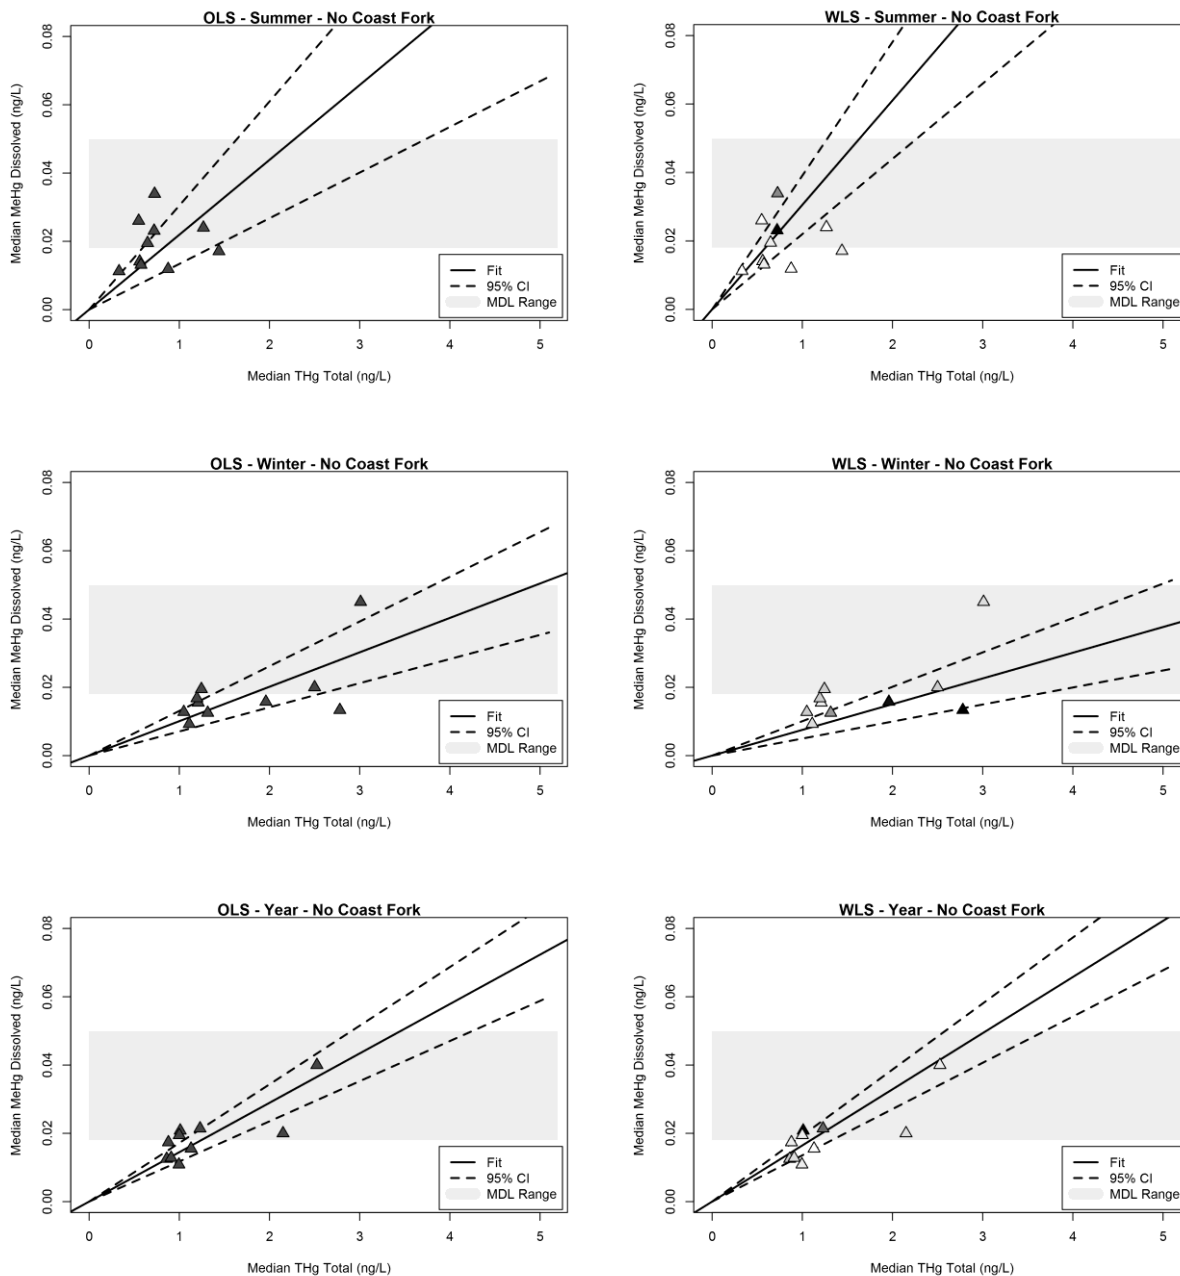 OLS - Summer - No Coast Fork
Median MeHg Dissolved (ng/L)
0.00 0.02 0.04 0.06 0.08
Fit
95% CI
MDL Range
0 1 2 3 4 5
Median THg Total (ng/L)
WLS - Summer - No Coast Fork
Median MeHg Dissolved (ng/L)
0.00 0.02 0.04 0.06 0.08
Fit
95% CI
MDL Range
0 1 2 3 4 5
Median THg Total (ng/L)
OLS - Winter - No Coast Fork
Median MeHg Dissolved (ng/L)
0.00 0.02 0.04 0.06 0.08
Fit
95% CI
MDL Range
0 1 2 3 4 5
Median THg Total (ng/L)
WLS - Winter - No Coast Fork
Median MeHg Dissolved (ng/L)
0.00 0.02 0.04 0.06 0.08
Fit
95% CI
MDL Range
0 1 2 3 4 5
Median THg Total (ng/L)
OLS - Year - No Coast Fork
Median MeHg Dissolved (ng/L)
0.00 0.02 0.04 0.06 0.08
Fit
95% CI
MDL Range
0 1 2 3 4 5
Median THg Total (ng/L)
WLS - Year - No Coast Fork
Median MeHg Dissolved (ng/L)
0.00 0.02 0.04 0.06 0.08
Fit
95% CI
MDL Range
0 1 2 3 4 5
Median THg Total (ng/L)